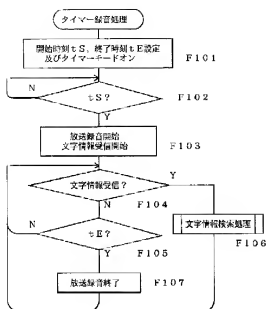 タイマー録音処理
開始時刻tS、終了時刻tE設定
及びタイマーモードオン
F101
N
tS?
F102
Y
放送録音開始
文字情報受信開始
F103
文字情報受信?
Y
N
F104
文字情報検索処理
tE?
F106
F105
Y
放送録音終了
F107